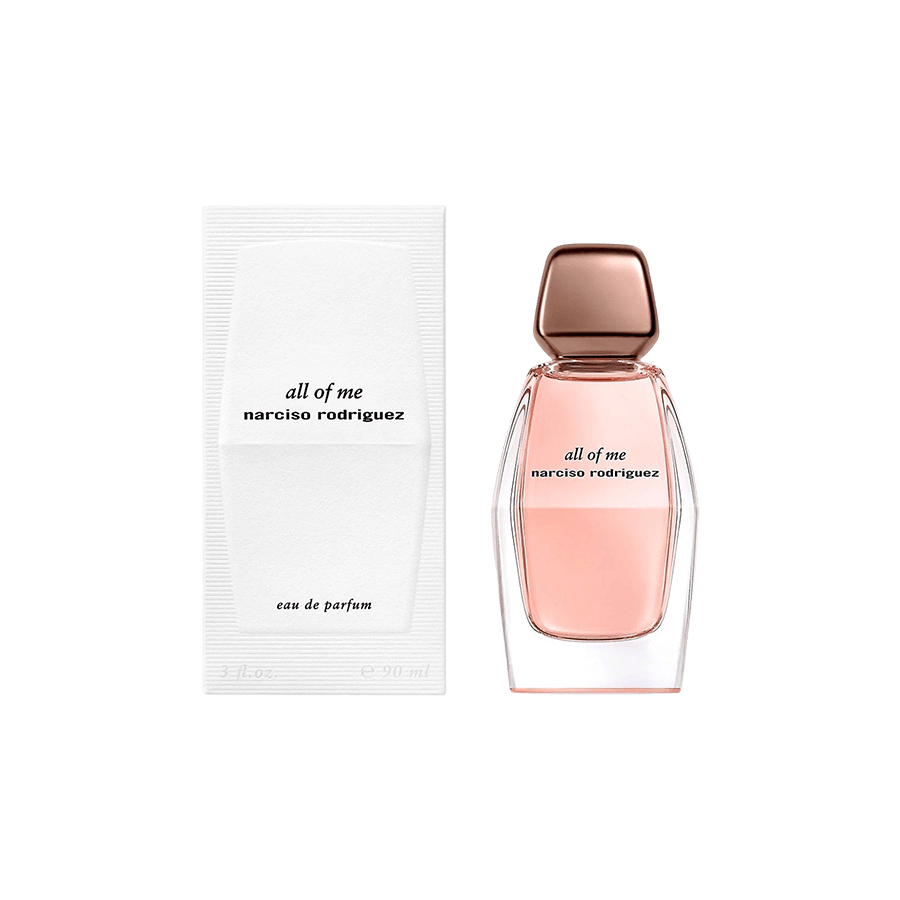 all of me
narciso rodriguez
eau de parfum
3 fl.oz. ℮ 90 ml
all of me
narciso rodriguez